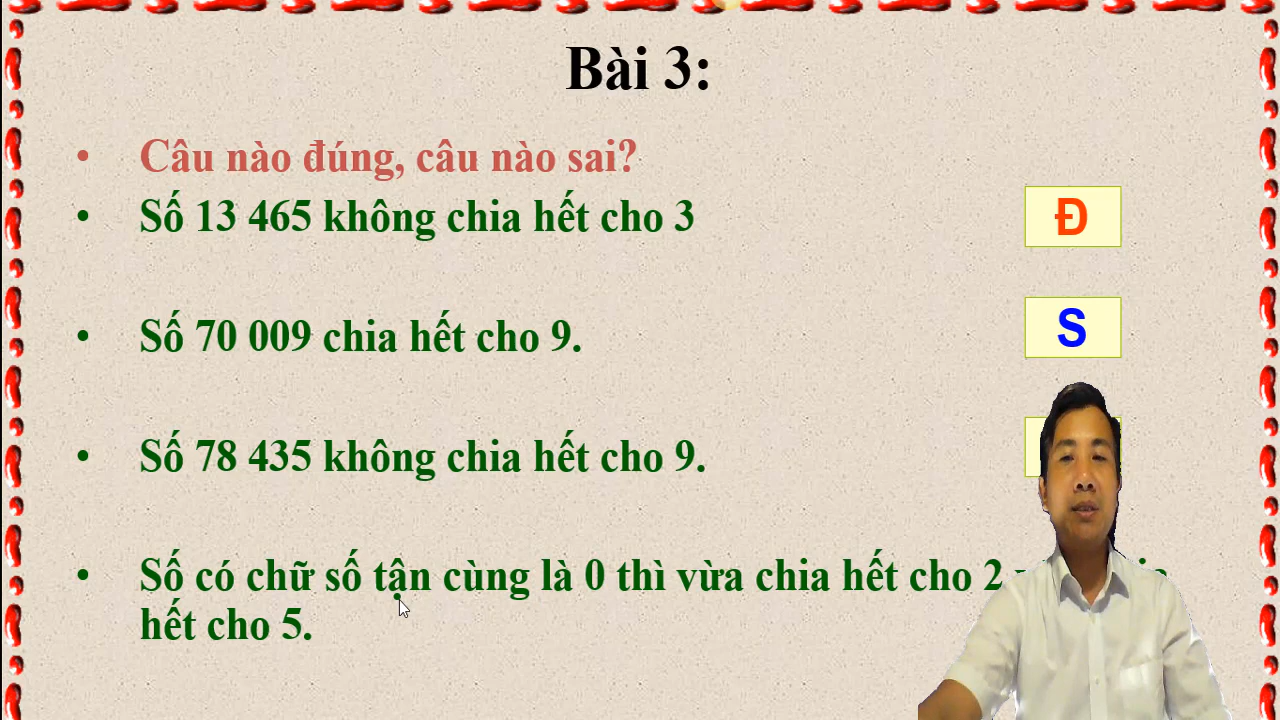 Bài 3:
• Câu nào đúng, câu nào sai?
• Số 13 465 không chia hết cho 3
Đ
• Số 70 009 chia hết cho 9.
S
• Số 78 435 không chia hết cho 9.
• Số có chữ số tận cùng là 0 thì vừa chia hết cho 2
hết cho 5.